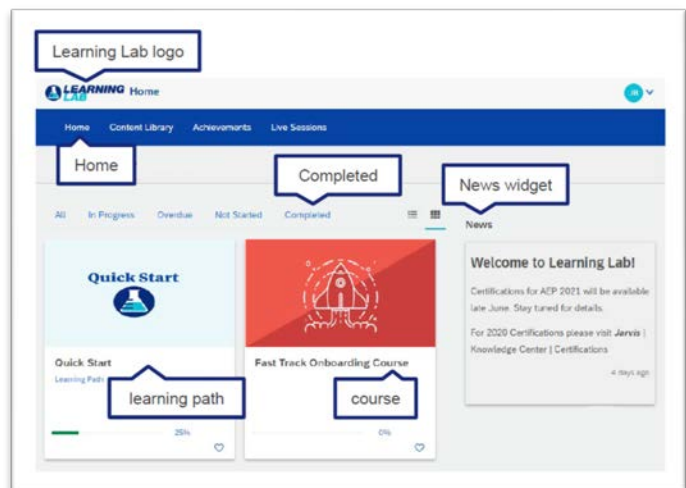 Learning Lab logo
LEARNING LAB Home
JR
Home Content Library Achievements Live Sessions
Home
Completed
News widget
All In Progress Overdue Not Started Completed
News
Quick Start
Welcome to Learning Lab!
Certifications for AEP 2021 will be available
late June. Stay tuned for details.
For 2020 Certifications please visit Jarvis |
Knowledge Center | Certifications
4 days ago
Quick Start
Learning Path
Fast Track Onboarding Course
learning path
course
25%
0%